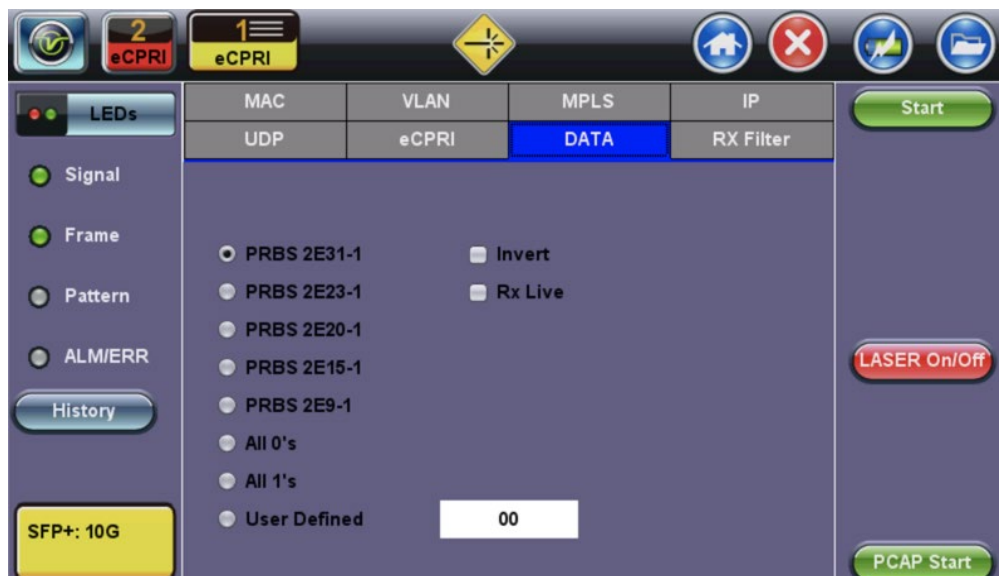 2
eCPRI
1
eCPRI
LEDs
MAC VLAN MPLS IP
UDP eCPRI DATA RX Filter
Start
Signal
Frame
Pattern
ALM/ERR
History
SFP+: 10G
PRBS 2E31-1
Invert
PRBS 2E23-1
Rx Live
PRBS 2E20-1
PRBS 2E15-1
PRBS 2E9-1
All 0's
All 1's
User Defined 00
LASER On/Off
PCAP Start